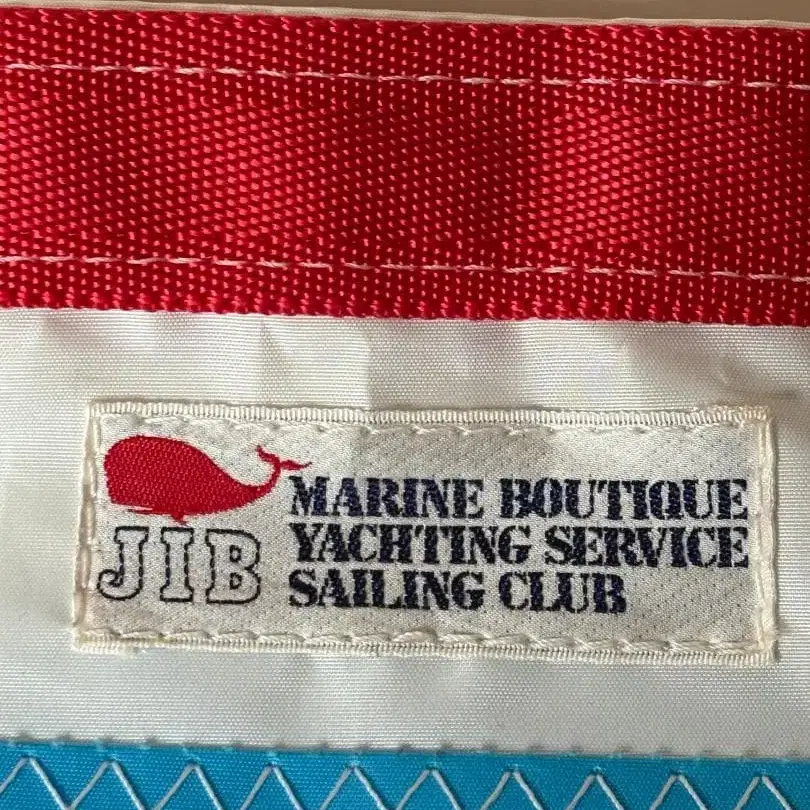 JIB
MARINE BOUTIQUE
YACHTING SERVICE
SAILING CLUB